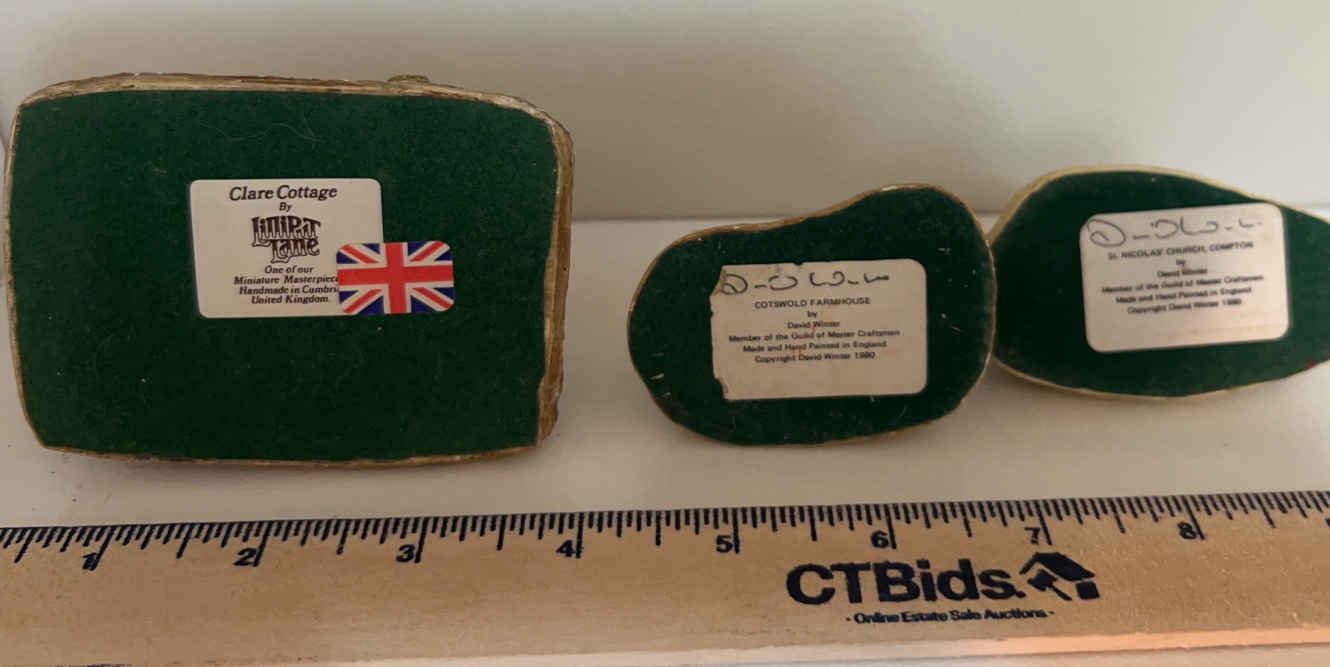 Clare Cottage
By
Lilliput
Lane
One of our
Miniature Masterpieces
Handmade in Cumbria
United Kingdom
COTSWOLD FARMHOUSE
by
David Winter
Member of the Guild of Master Craftsmen
Made and Hand Painted in England
Copyright David Winter 1980
St. NICOLAS' CHURCH, COMPTON
by
David Winter
Member of the Guild of Master Craftsmen
Made and Hand Painted in England
Copyright David Winter 1980
1 2 3 4 5 6 7 8
CTBids.
- Online Estate Sale Auctions -